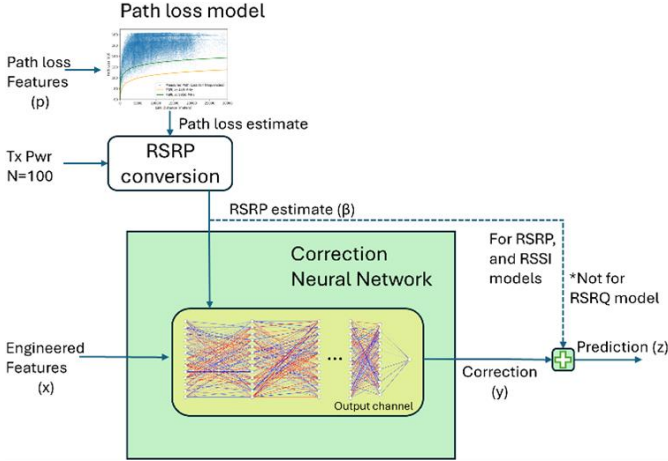 Path loss model
Path loss
Features
(p)
Path loss estimate
Tx Pwr
N=100
RSRP
conversion
RSRP estimate (β)
For RSRP,
and RSSI
models
*Not for
RSRQ model
Correction
Neural Network
Engineered
Features
(x)
...
Output channel
Correction
(y)
Prediction (z)